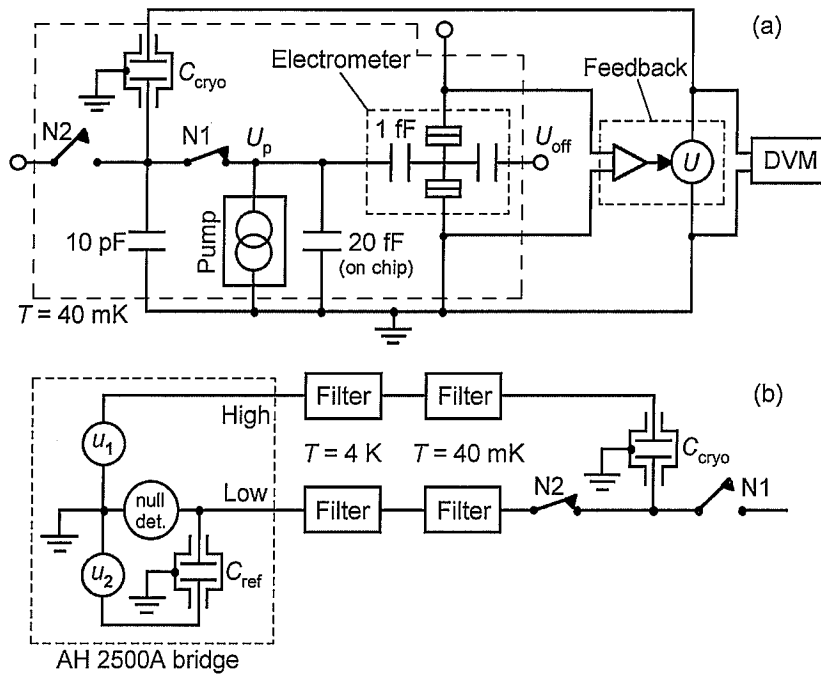 (a)
C_cryo
Electrometer
Feedback
N2
N1
U_p
1 fF
U_off
U
DVM
10 pF
Pump
20 fF
(on chip)
T = 40 mK
(b)
High
Filter
Filter
u_1
T = 4 K
T = 40 mK
C_cryo
null
det.
Low
Filter
Filter
N2
N1
u_2
C_ref
AH 2500A bridge